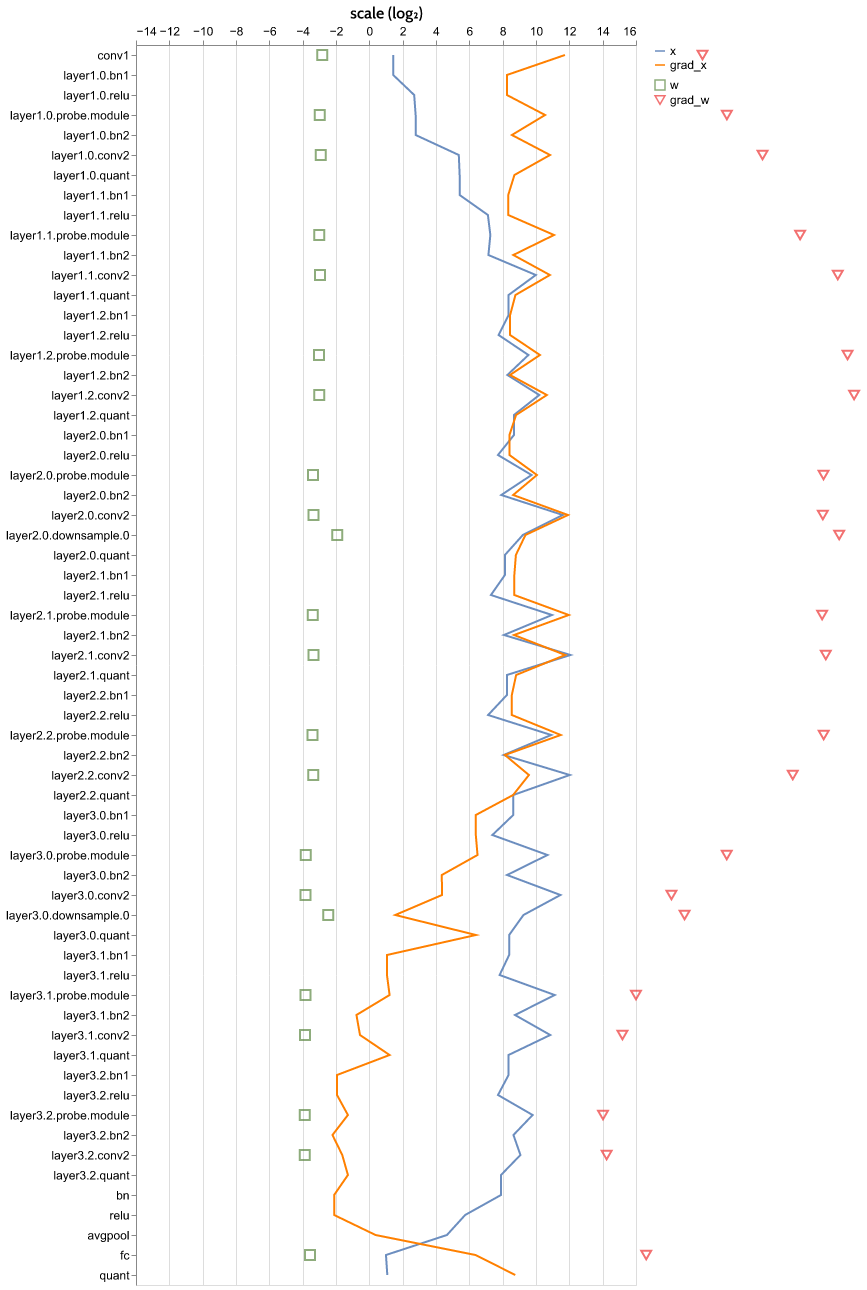 scale (log₂)
−14 −12 −10 −8 −6 −4 −2 0 2 4 6 8 10 12 14 16
x
grad_x
w
grad_w
conv1
layer1.0.bn1
layer1.0.relu
layer1.0.probe.module
layer1.0.bn2
layer1.0.conv2
layer1.0.quant
layer1.1.bn1
layer1.1.relu
layer1.1.probe.module
layer1.1.bn2
layer1.1.conv2
layer1.1.quant
layer1.2.bn1
layer1.2.relu
layer1.2.probe.module
layer1.2.bn2
layer1.2.conv2
layer1.2.quant
layer2.0.bn1
layer2.0.relu
layer2.0.probe.module
layer2.0.bn2
layer2.0.conv2
layer2.0.downsample.0
layer2.0.quant
layer2.1.bn1
layer2.1.relu
layer2.1.probe.module
layer2.1.bn2
layer2.1.conv2
layer2.1.quant
layer2.2.bn1
layer2.2.relu
layer2.2.probe.module
layer2.2.bn2
layer2.2.conv2
layer2.2.quant
layer3.0.bn1
layer3.0.relu
layer3.0.probe.module
layer3.0.bn2
layer3.0.conv2
layer3.0.downsample.0
layer3.0.quant
layer3.1.bn1
layer3.1.relu
layer3.1.probe.module
layer3.1.bn2
layer3.1.conv2
layer3.1.quant
layer3.2.bn1
layer3.2.relu
layer3.2.probe.module
layer3.2.bn2
layer3.2.conv2
layer3.2.quant
bn
relu
avgpool
fc
quant